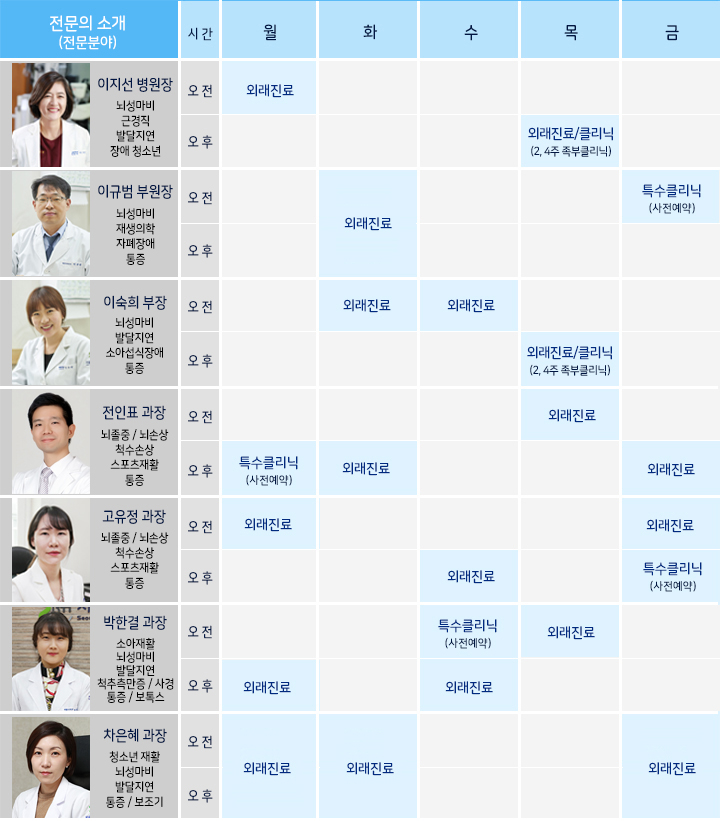 전문의 소개
(전문분야)
시 간
월
화
수
목
금
이지선 병원장
뇌성마비
근경직
발달지연
장애 청소년
오 전
외래진료
오 후
외래진료/클리닉
(2, 4주 족부클리닉)
이규범 부원장
뇌성마비
재생의학
자폐장애
통증
오 전
외래진료
특수클리닉
(사전예약)
오 후
이숙희 부장
뇌성마비
발달지연
소아섭식장애
통증
오 전
외래진료
외래진료
오 후
외래진료/클리닉
(2, 4주 족부클리닉)
전인표 과장
뇌졸중 / 뇌손상
척수손상
스포츠재활
통증
오 전
외래진료
오 후
특수클리닉
(사전예약)
외래진료
외래진료
고유정 과장
뇌졸중 / 뇌손상
척수손상
스포츠재활
통증
오 전
외래진료
외래진료
오 후
외래진료
특수클리닉
(사전예약)
박한결 과장
소아재활
뇌성마비
발달지연
척추측만증 / 사경
통증 / 보톡스
오 전
특수클리닉
(사전예약)
외래진료
오 후
외래진료
외래진료
차은혜 과장
청소년 재활
뇌성마비
발달지연
통증 / 보조기
오 전
외래진료
외래진료
외래진료
오 후